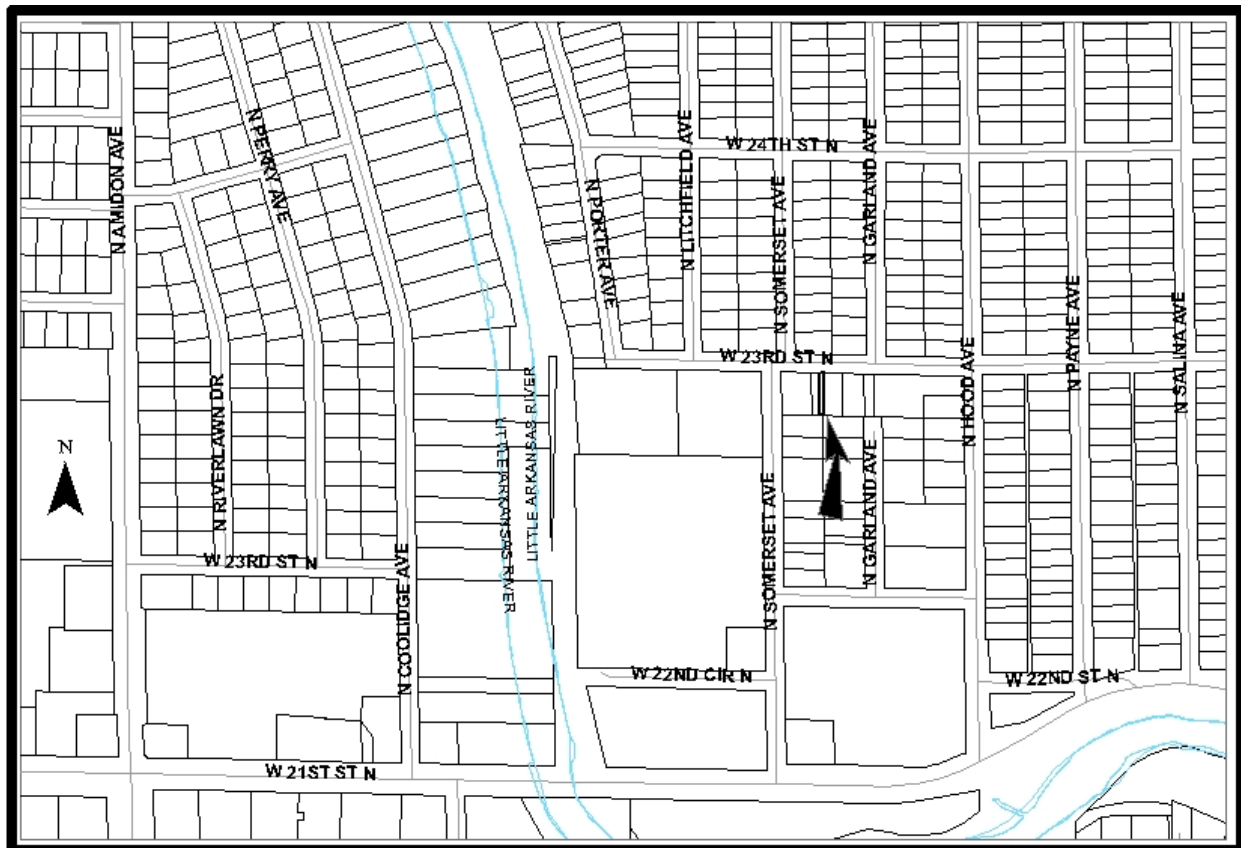 N PERRY AVE
N AMIDON AVE
W 24TH ST N
N LITCHFIELD AVE
N GARLAND AVE
N SOMERSET AVE
N PORTER AVE
N PAYNE AVE
N SALINA AVE
W 23RD ST N
N HOOD AVE
N RIVERLAWN DR
LITTLE ARKANSAS RIVER
LITTLE ARKANSAS RIVER
N
N GARLAND AVE
N SOMERSET AVE
W 23RD ST N
N COOLIDGE AVE
W 22ND CIR N
W 22ND ST N
W 21ST ST N